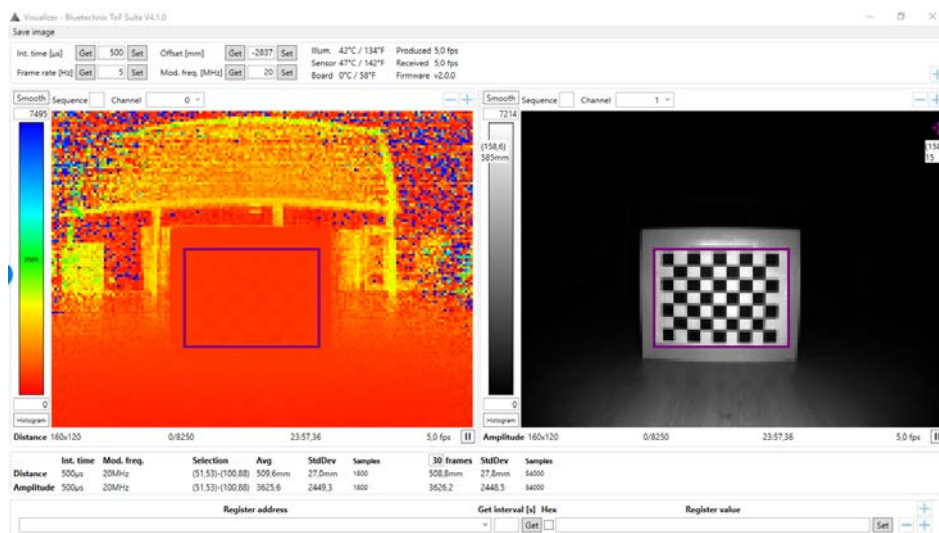 Visualizer - Bluetechnix ToF Suite V4.1.0
Save image
Int. time [µs] Get 500 Set Offset [mm] Get -2837 Set Illum. 42°C / 134°F Produced 5,0 fps
Sensor 47°C / 142°F Received 5,0 fps
Frame rate [Hz] Get 5 Set Mod. freq. [MHz] Get 20 Set Board 0°C / 58°F Firmware v2.0.0
Smooth Sequence Channel 0 Smooth Sequence Channel 1
7495 7214
(158,6) (158
585mm 15
mm
0 0
Histogram Histogram
Distance 160x120 0/8250 23:57,36 5,0 fps Amplitude 160x120 0/8250 23:57,36 5,0 fps
Int. time Mod. freq. Selection Avg StdDev Samples 30 frames StdDev Samples
Distance 500µs 20MHz (51,53)-(100,88) 509,6mm 27,0mm 1800 508,8mm 27,8mm 54000
Amplitude 500µs 20MHz (51,53)-(100,88) 3625,6 2449,3 1800 3626,2 2448,5 54000
Register address Get interval [s] Hex Register value
Get Set